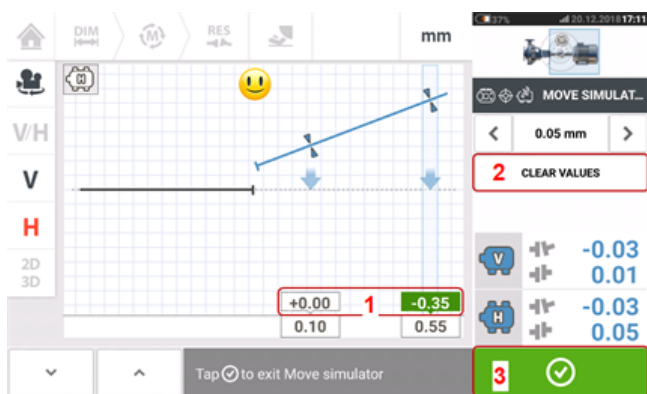 DIM
M
RES
mm
37%
20.12.2018 17:11
H
MOVE SIMULAT...
0.05 mm
V/H
V
H
2D
3D
2
CLEAR VALUES
V
-0.03
0.01
+0.00
1
-0.35
0.10
0.55
H
-0.03
0.05
Tap to exit Move simulator
3